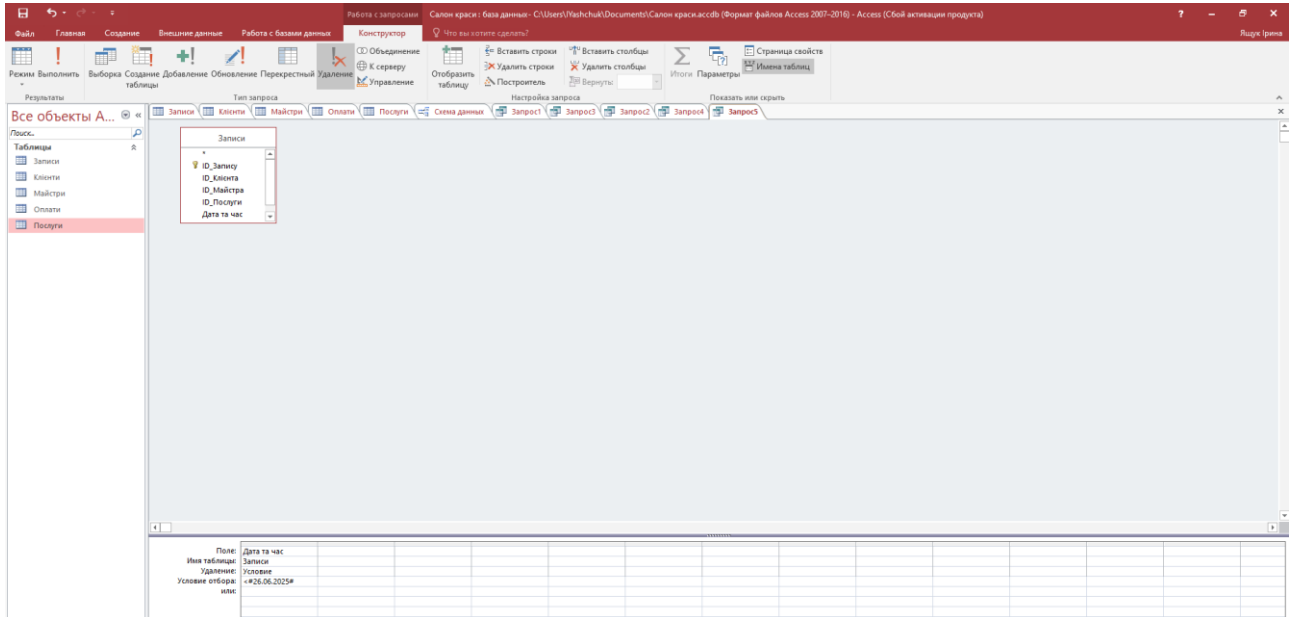 Работа с запросами Салон краси : база данных- C:\Users\IYashchuk\Documents\Салон краси.accdb (Формат файлов Access 2007–2016) - Access (Сбой активации продукта)
Файл Главная Создание Внешние данные Работа с базами данных Конструктор Что вы хотите сделать? Ящук Ірина
Объединение Вставить строки Вставить столбцы Страница свойств
К серверу Удалить строки Удалить столбцы Имена таблиц
Режим Выполнить Выборка Создание Добавление Обновление Перекрестный Удаление Отобразить Итоги Параметры
таблицы Управление таблицу Построитель Вернуть:
Результаты Тип запроса Настройка запроса Показать или скрыть
Все объекты A... «
Записи Клієнти Майстри Оплати Послуги Схема данных Запрос1 Запрос3 Запрос2 Запрос4 Запрос5
Поиск...
Таблицы
Записи
Клієнти
Майстри
Оплати
Послуги
Записи
*
ID_Запису
ID_Клієнта
ID_Майстра
ID_Послуги
Дата та час
Поле: Дата та час
Имя таблицы: Записи
Удаление: Условие
Условие отбора: <#26.06.2025#
или: